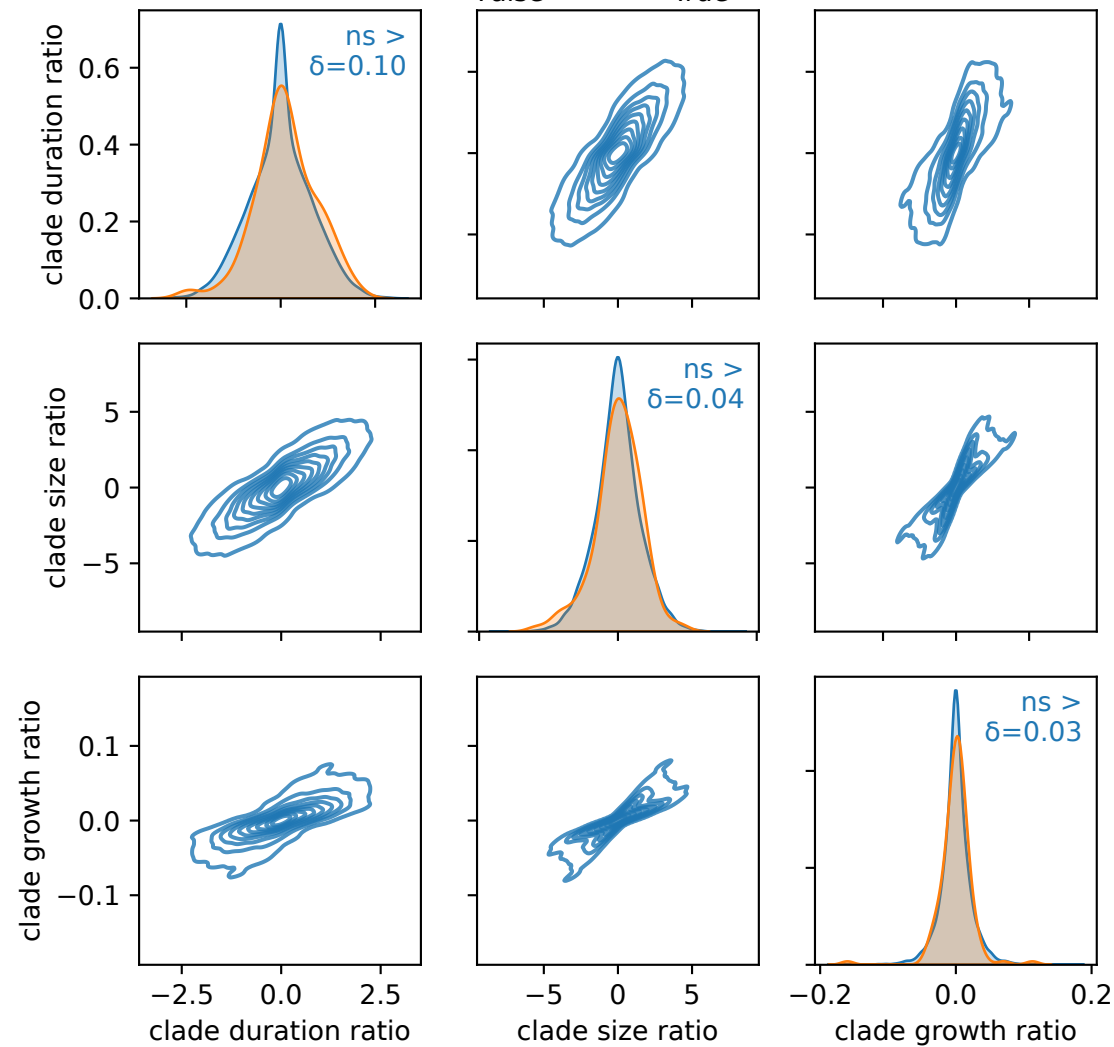 clade duration ratio
0.6
0.4
0.2
0.0
ns >
δ=0.10
clade size ratio
5
0
−5
ns >
δ=0.04
clade growth ratio
0.1
0.0
−0.1
ns >
δ=0.03
−2.5 0.0 2.5
−5 0 5
−0.2 0.0 0.2
clade duration ratio
clade size ratio
clade growth ratio